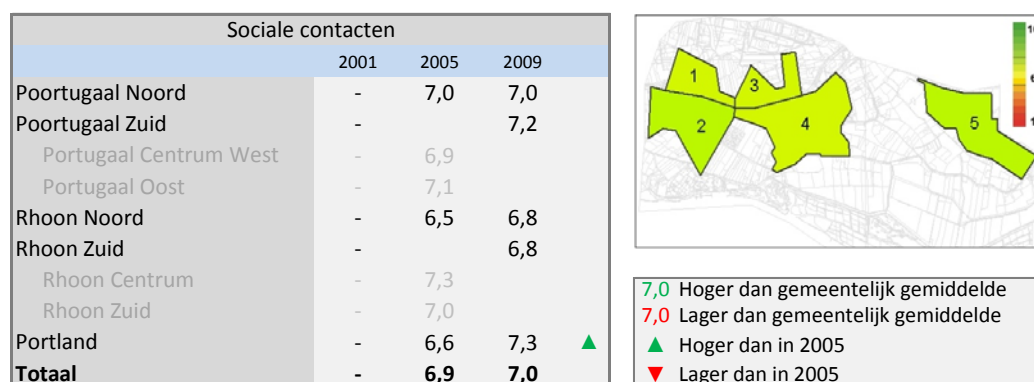 Sociale contacten
2001 2005 2009
Poortugaal Noord - 7,0 7,0
Poortugaal Zuid - 7,2
Portugaal Centrum West - 6,9
Portugaal Oost - 7,1
Rhoon Noord - 6,5 6,8
Rhoon Zuid - 6,8
Rhoon Centrum - 7,3
Rhoon Zuid - 7,0
Portland - 6,6 7,3 ▲
Totaal - 6,9 7,0
1
3
2
4
5
7,0 Hoger dan gemeentelijk gemiddelde
7,0 Lager dan gemeentelijk gemiddelde
▲ Hoger dan in 2005
▼ Lager dan in 2005